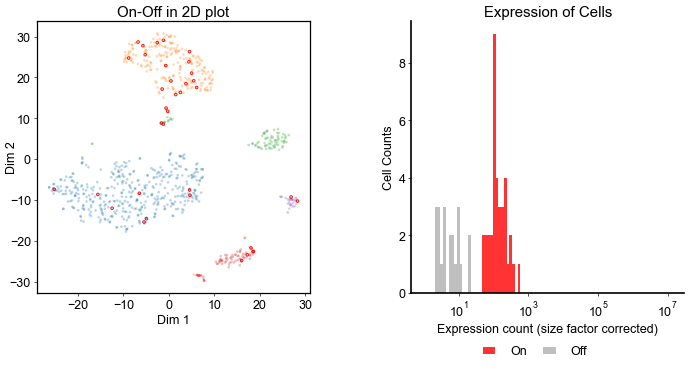 On-Off in 2D plot
Expression of Cells
30
20
10
0
−10
−20
−30
Dim 2
−20 −10 0 10 20 30
Dim 1
8
6
4
2
0
Cell Counts
10^1 10^3 10^5 10^7
Expression count (size factor corrected)
On Off